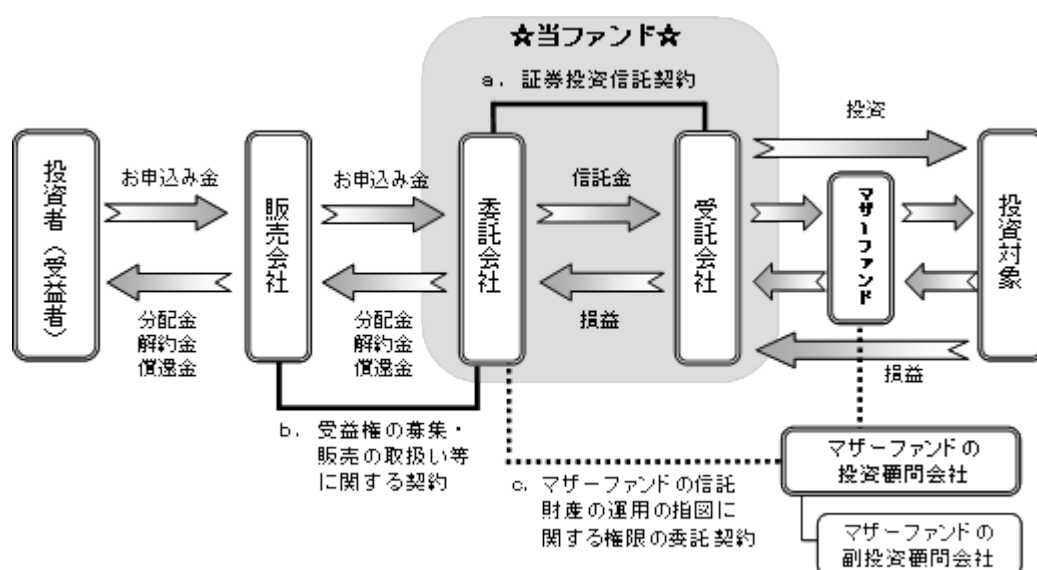 ★当ファンド★
a. 証券投資信託契約
投資
投資者（受益者）
お申込み金
販売会社
お申込み金
委託会社
信託金
受託会社
マザーファンド
投資対象
分配金
解約金
償還金
分配金
解約金
償還金
損益
損益
b. 受益権の募集・
販売の取扱い等
に関する契約
c. マザーファンドの信託
財産の運用の指図に
関する権限の委託契約
マザーファンドの
投資顧問会社
マザーファンドの
副投資顧問会社